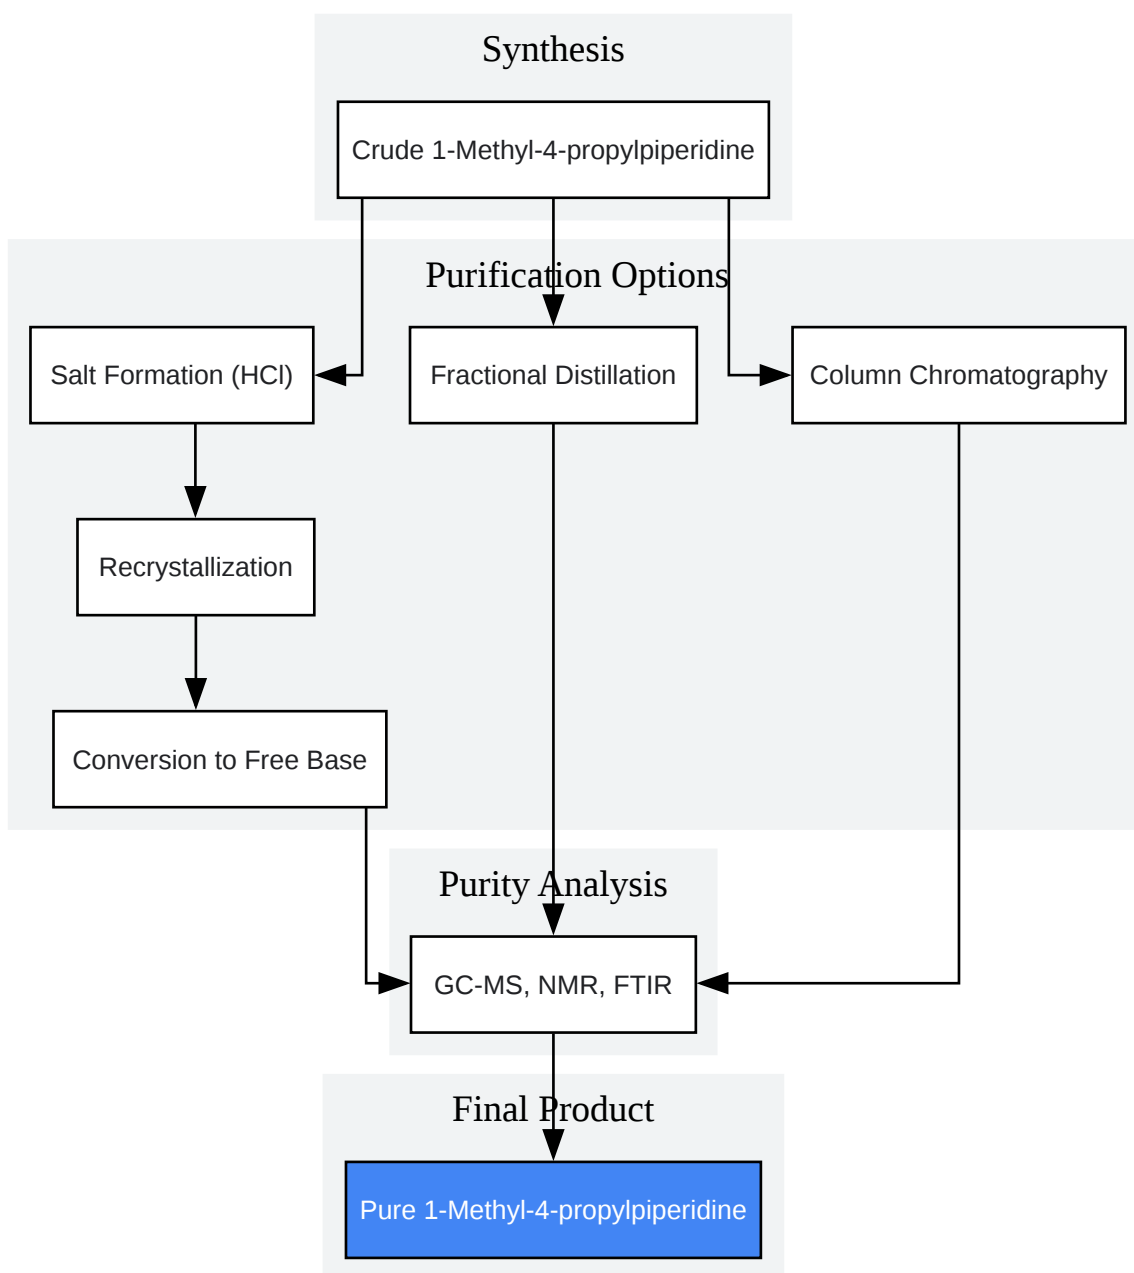 Synthesis
Crude 1-Methyl-4-propylpiperidine
Purification Options
Salt Formation (HCl)
Fractional Distillation
Column Chromatography
Recrystallization
Conversion to Free Base
Purity Analysis
GC-MS, NMR, FTIR
Final Product
Pure 1-Methyl-4-propylpiperidine